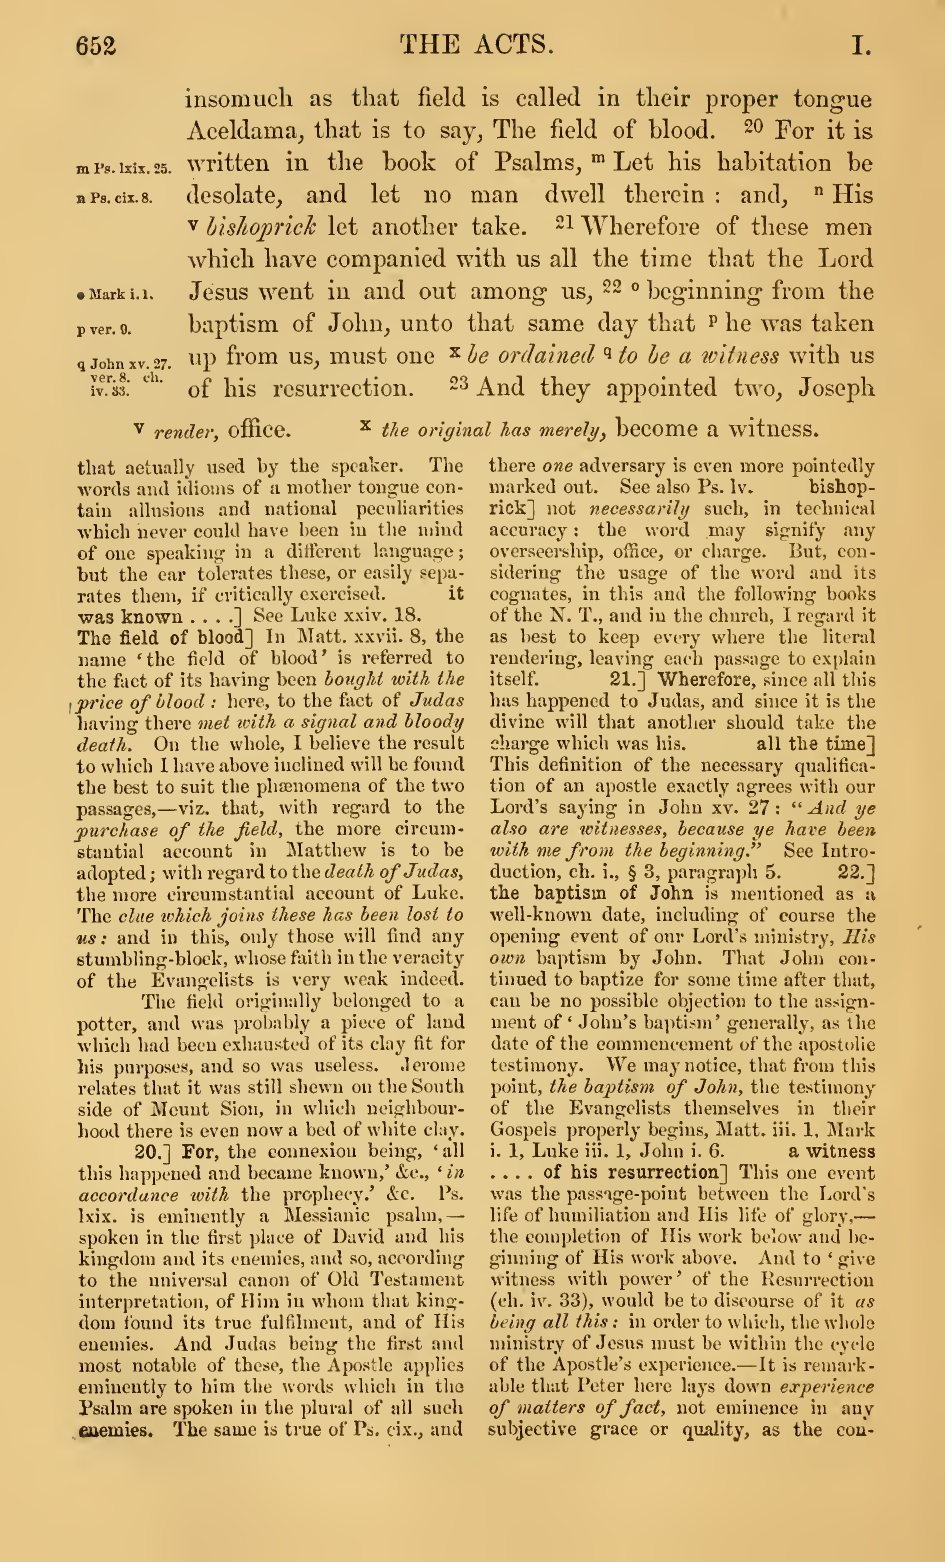 652 THE ACTS. I.
insomuch as that field is called in their proper tongue
Aceldama, that is to say, The field of blood. 20 For it is
m Ps. lxix. 25. written in the book of Psalms, m Let his habitation be
n Ps. cix. 8. desolate, and let no man dwell therein : and, n His
v bishoprick let another take. 21 Wherefore of these men
which have companied with us all the time that the Lord
o Mark i. 1. Jesus went in and out among us, 22 o beginning from the
p ver. 9. baptism of John, unto that same day that p he was taken
q John xv. 27. up from us, must one x be ordained q to be a witness with us
ver. 8. ch.
iv. 33. of his resurrection. 23 And they appointed two, Joseph
v render, office. x the original has merely, become a witness.
that actually used by the speaker. The
words and idioms of a mother tongue con-
tain allusions and national peculiarities
which never could have been in the mind
of one speaking in a different language ;
but the ear tolerates these, or easily sepa-
rates them, if critically exercised. it
was known . . . .] See Luke xxiv. 18.
The field of blood] In Matt. xxvii. 8, the
name ‘the field of blood’ is referred to
the fact of its having been bought with the
price of blood : here, to the fact of Judas
having there met with a signal and bloody
death. On the whole, I believe the result
to which I have above inclined will be found
the best to suit the phænomena of the two
passages,—viz. that, with regard to the
purchase of the field, the more circum-
stantial account in Matthew is to be
adopted ; with regard to the death of Judas,
the more circumstantial account of Luke.
The clue which joins these has been lost to
us : and in this, only those will find any
stumbling-block, whose faith in the veracity
of the Evangelists is very weak indeed.
The field originally belonged to a
potter, and was probably a piece of land
which had been exhausted of its clay fit for
his purposes, and so was useless. Jerome
relates that it was still shewn on the South
side of Mount Sion, in which neighbour-
hood there is even now a bed of white clay.
20.] For, the connexion being, ‘all
this happened and became known,’ &c., ‘in
accordance with the prophecy.’ &c. Ps.
lxix. is eminently a Messianic psalm,—
spoken in the first place of David and his
kingdom and its enemies, and so, according
to the universal canon of Old Testament
interpretation, of Him in whom that king-
dom found its true fulfilment, and of His
enemies. And Judas being the first and
most notable of these, the Apostle applies
eminently to him the words which in the
Psalm are spoken in the plural of all such
enemies. The same is true of Ps. cix., and
there one adversary is even more pointedly
marked out. See also Ps. lv. bishop-
rick] not necessarily such, in technical
accuracy : the word may signify any
overseership, office, or charge. But, con-
sidering the usage of the word and its
cognates, in this and the following books
of the N. T., and in the church, I regard it
as best to keep every where the literal
rendering, leaving each passage to explain
itself. 21.] Wherefore, since all this
has happened to Judas, and since it is the
divine will that another should take the
charge which was his. all the time]
This definition of the necessary qualifica-
tion of an apostle exactly agrees with our
Lord's saying in John xv. 27 : “And ye
also are witnesses, because ye have been
with me from the beginning.” See Intro-
duction, ch. i., § 3, paragraph 5. 22.]
the baptism of John is mentioned as a
well-known date, including of course the
opening event of our Lord's ministry, His
own baptism by John. That John con-
tinued to baptize for some time after that,
can be no possible objection to the assign-
ment of ‘ John's baptism’ generally, as the
date of the commencement of the apostolic
testimony. We may notice, that from this
point, the baptism of John, the testimony
of the Evangelists themselves in their
Gospels properly begins, Matt. iii. 1, Mark
i. 1, Luke iii. 1, John i. 6. a witness
. . . . of his resurrection] This one event
was the passage-point between the Lord's
life of humiliation and His life of glory,—
the completion of His work below and be-
ginning of His work above. And to ‘ give
witness with power ’ of the Resurrection
(ch. iv. 33), would be to discourse of it as
being all this : in order to which, the whole
ministry of Jesus must be within the cycle
of the Apostle's experience.—It is remark-
able that Peter here lays down experience
of matters of fact, not eminence in any
subjective grace or quality, as the con-